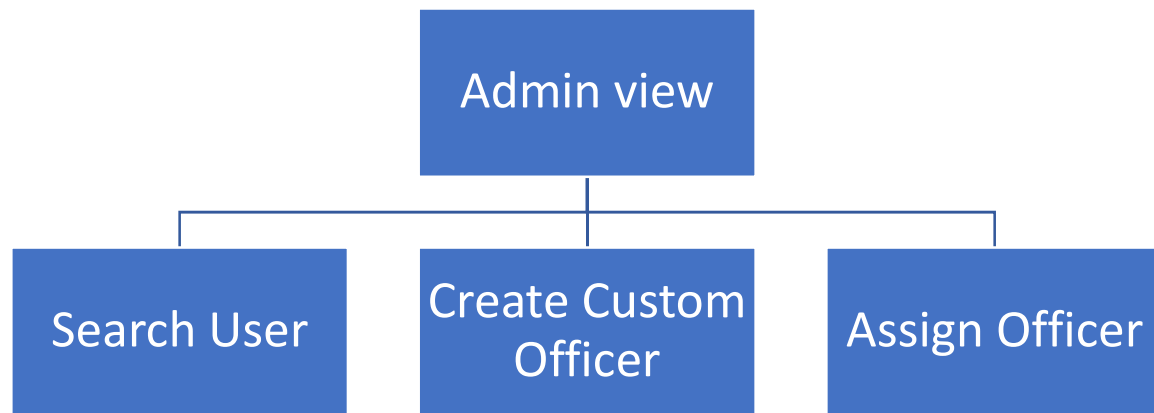 Admin view
Search User
Create Custom
Officer
Assign Officer